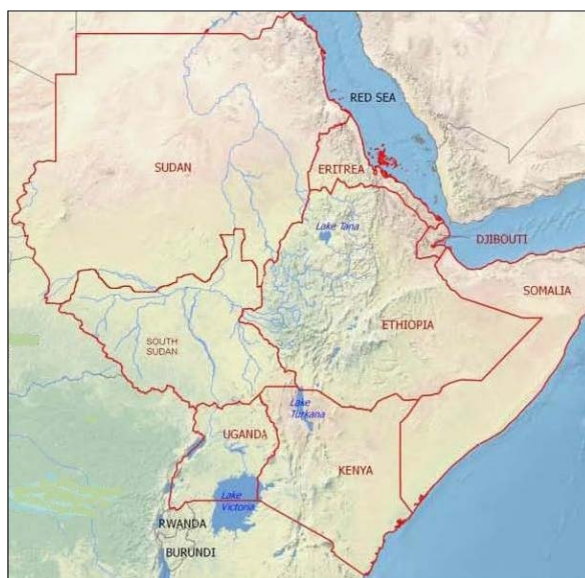 RED SEA
SUDAN
ERITREA
Lake Tana
DJIBOUTI
SOMALIA
ETHIOPIA
SOUTH
SUDAN
Lake
Turkana
UGANDA
KENYA
Lake
Victoria
RWANDA
BURUNDI